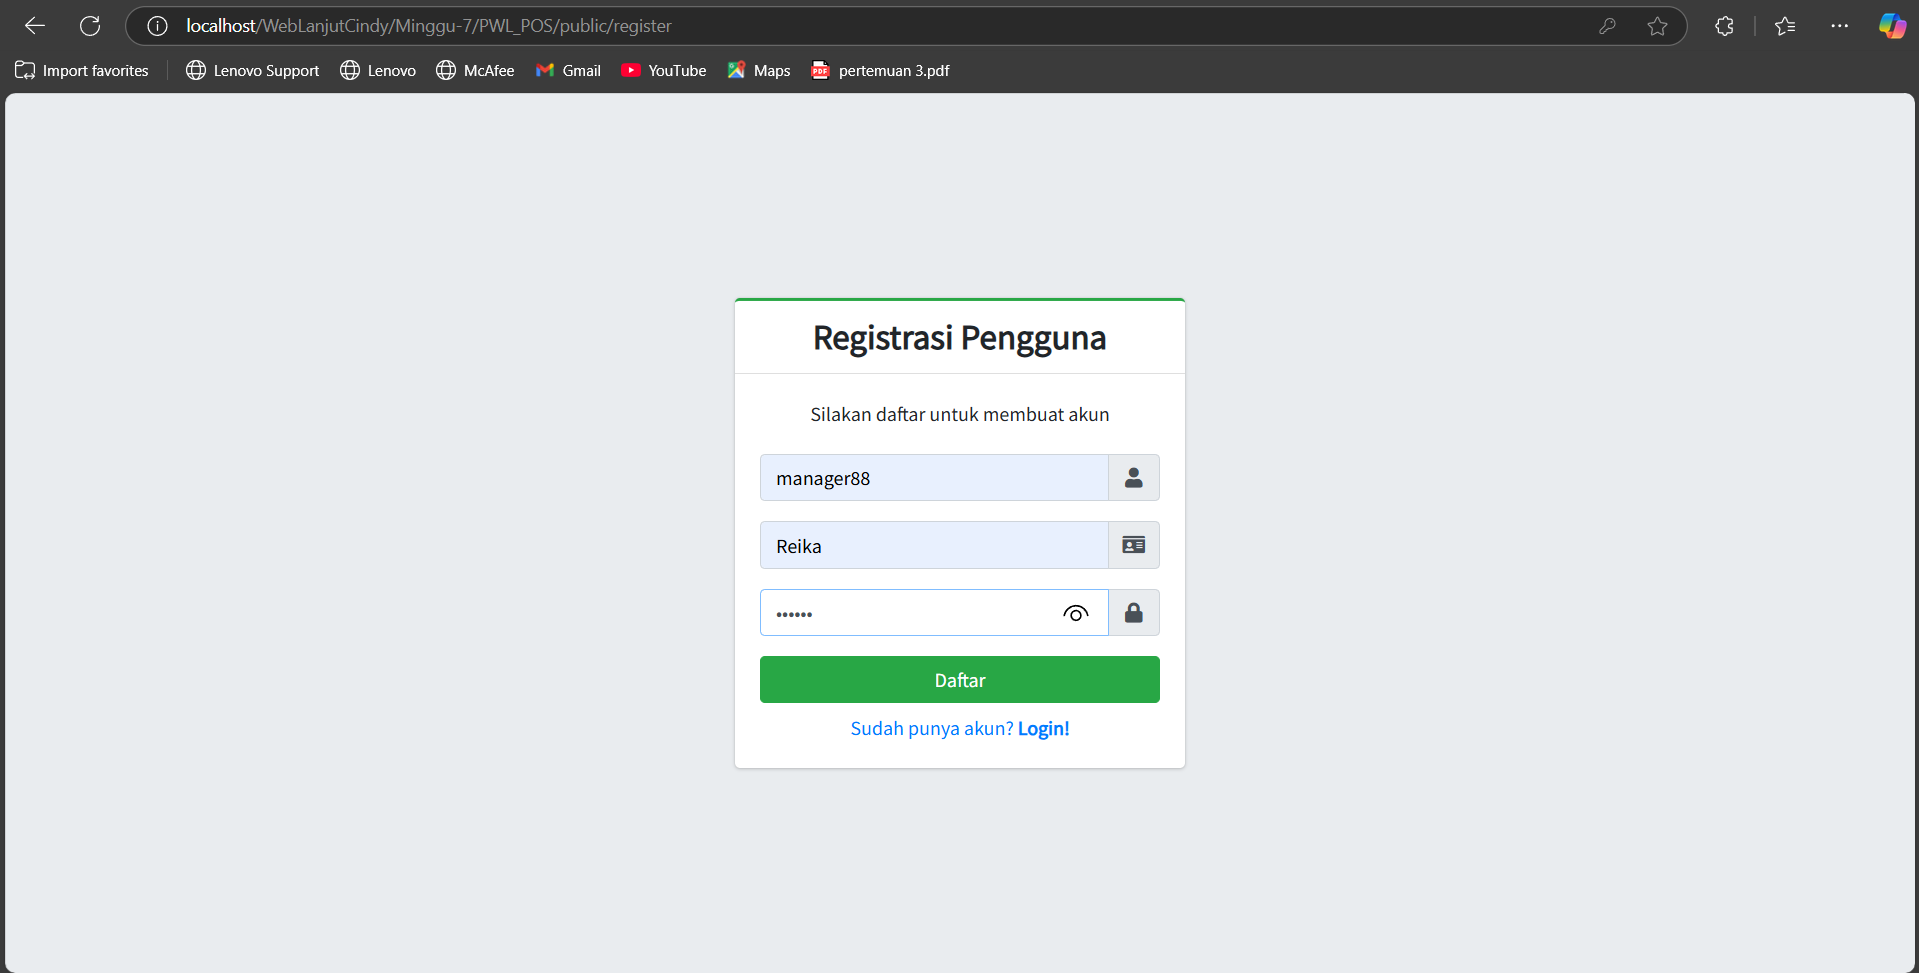 localhost/WebLanjutCindy/Minggu-7/PWL_POS/public/register
Import favorites Lenovo Support Lenovo McAfee Gmail YouTube Maps PDF pertemuan 3.pdf
Registrasi Pengguna
Silakan daftar untuk membuat akun
manager88
Reika
••••••
Daftar
Sudah punya akun? Login!